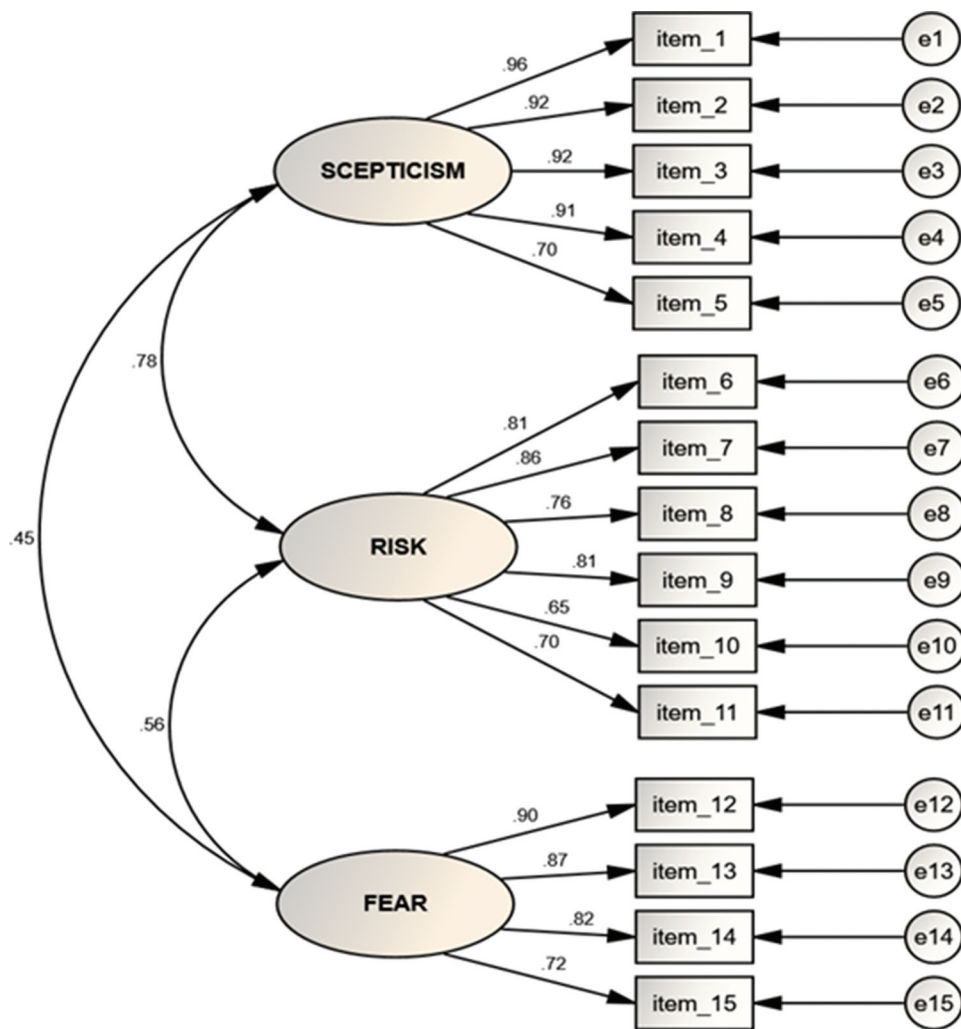 item_1
e1
.96
item_2
e2
.92
SCEPTICISM
item_3
e3
.92
item_4
e4
.91
item_5
e5
.70
.78
item_6
e6
.81
item_7
e7
.86
item_8
e8
.76
RISK
.45
item_9
e9
.81
item_10
e10
.65
item_11
e11
.70
.56
item_12
e12
.90
item_13
e13
.87
FEAR
item_14
e14
.82
item_15
e15
.72